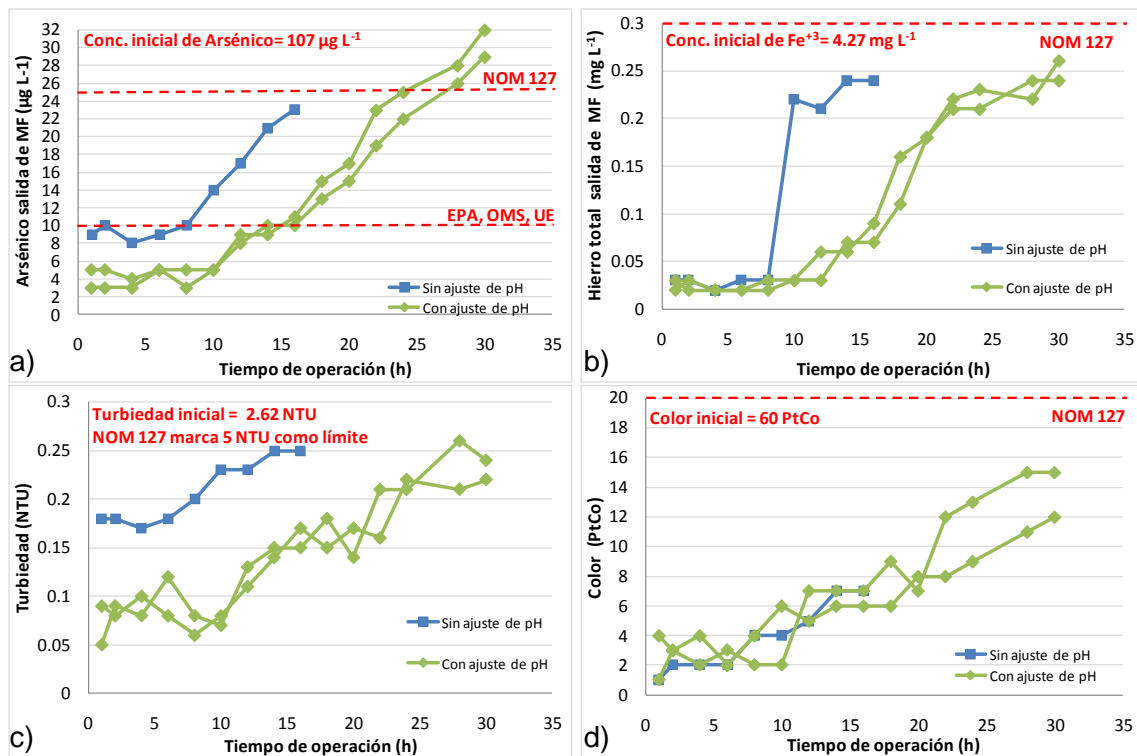 Arsénico salida de MF (µg L-1)
32
30
28
26
24
22
20
18
16
14
12
10
8
6
4
2
0
Conc. inicial de Arsénico= 107 µg L-1
NOM 127
EPA, OMS, UE
Sin ajuste de pH
Con ajuste de pH
0 5 10 15 20 25 30 35
a)
Tiempo de operación (h)
Hierro total salida de MF (mg L-1)
0.3
0.25
0.2
0.15
0.1
0.05
0
Conc. inicial de Fe+3= 4.27 mg L-1
NOM 127
Sin ajuste de pH
Con ajuste de pH
0 5 10 15 20 25 30 35
b)
Tiempo de operación (h)
Turbiedad (NTU)
0.3
0.25
0.2
0.15
0.1
0.05
0
Turbiedad inicial = 2.62 NTU
NOM 127 marca 5 NTU como límite
Sin ajuste de pH
Con ajuste de pH
0 5 10 15 20 25 30 35
c)
Tiempo de operación (h)
Color (PtCo)
20
18
16
14
12
10
8
6
4
2
0
Color inicial = 60 PtCo
NOM 127
Sin ajuste de pH
Con ajuste de pH
0 5 10 15 20 25 30 35
d)
Tiempo de operación (h)